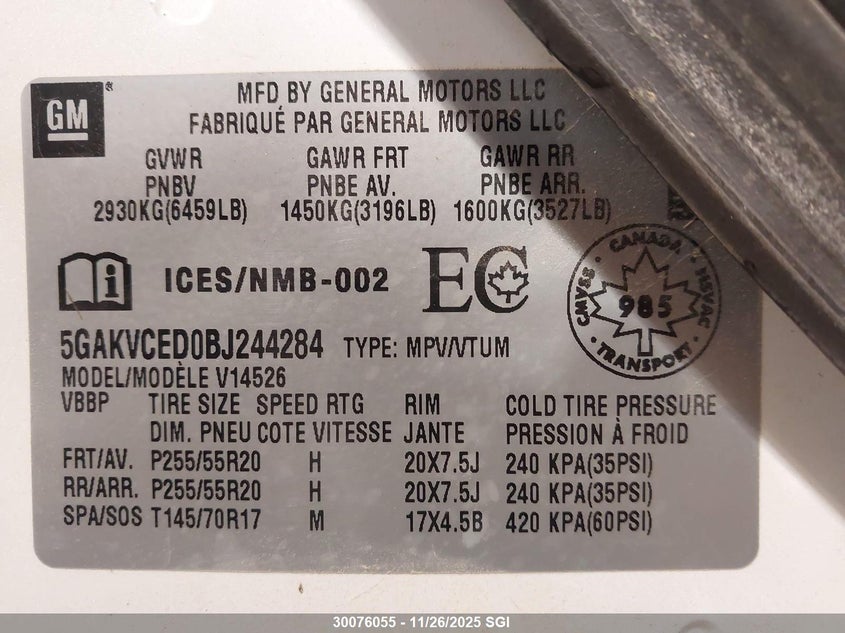 GM
MFD BY GENERAL MOTORS LLC
FABRIQUÉ PAR GENERAL MOTORS LLC
GVWR GAWR FRT GAWR RR
PNBV PNBE AV. PNBE ARR.
2930KG(6459LB) 1450KG(3196LB) 1600KG(3527LB)
ICES/NMB-002 EC
CANADA CMVSS NSVAC 985 TRANSPORT
5GAKVCED0BJ244284 TYPE: MPV/VTUM
MODEL/MODÈLE V14526
VBBP TIRE SIZE SPEED RTG RIM COLD TIRE PRESSURE
DIM. PNEU COTE VITESSE JANTE PRESSION À FROID
FRT/AV. P255/55R20 H 20X7.5J 240 KPA(35PSI)
RR/ARR. P255/55R20 H 20X7.5J 240 KPA(35PSI)
SPA/SOS T145/70R17 M 17X4.5B 420 KPA(60PSI)
30076055 - 11/26/2025 SGI